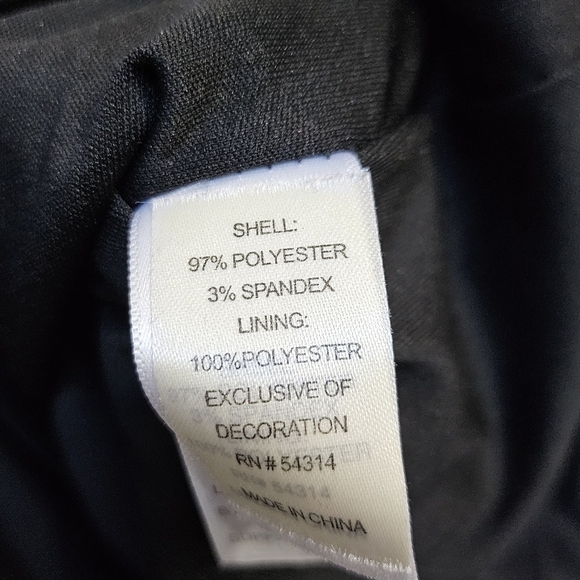 SHELL:
97% POLYESTER
3% SPANDEX
LINING:
100%POLYESTER
EXCLUSIVE OF
DECORATION
RN# 54314
MADE IN CHINA